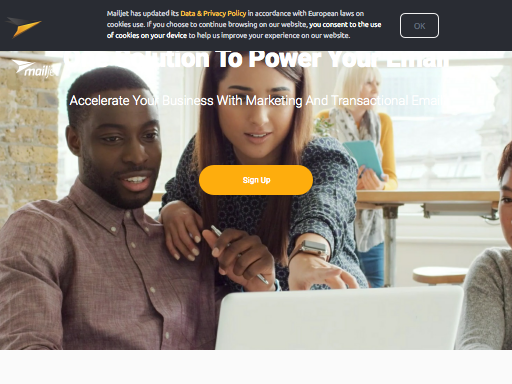 Mailjet has updated its Data & Privacy Policy in accordance with European laws on
cookies use. If you choose to continue browsing on our website, you consent to the
use of cookies on your device to help us improve your experience on our website.
OK
To Power Your Email
mailjet
Accelerate Your Business With Marketing And Transactional
Sign Up